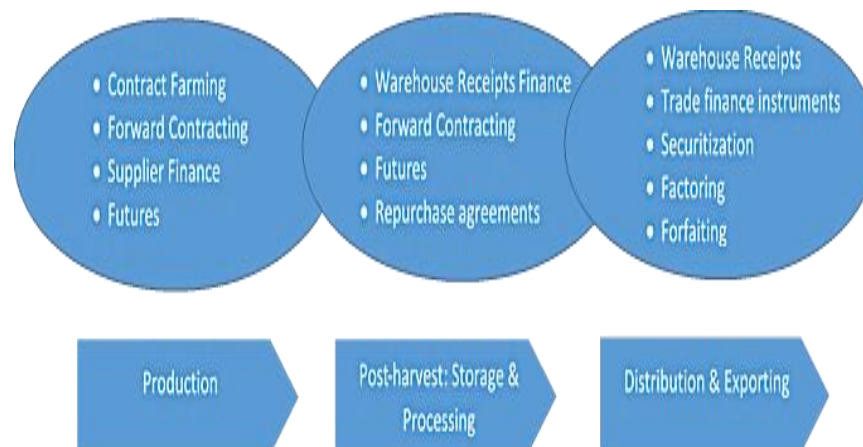 • Contract Farming
• Forward Contracting
• Supplier Finance
• Futures
• Warehouse Receipts Finance
• Forward Contracting
• Futures
• Repurchase agreements
• Warehouse Receipts
• Trade finance instruments
• Securitization
• Factoring
• Forfaiting
Production
Post-harvest: Storage &
Processing
Distribution & Exporting